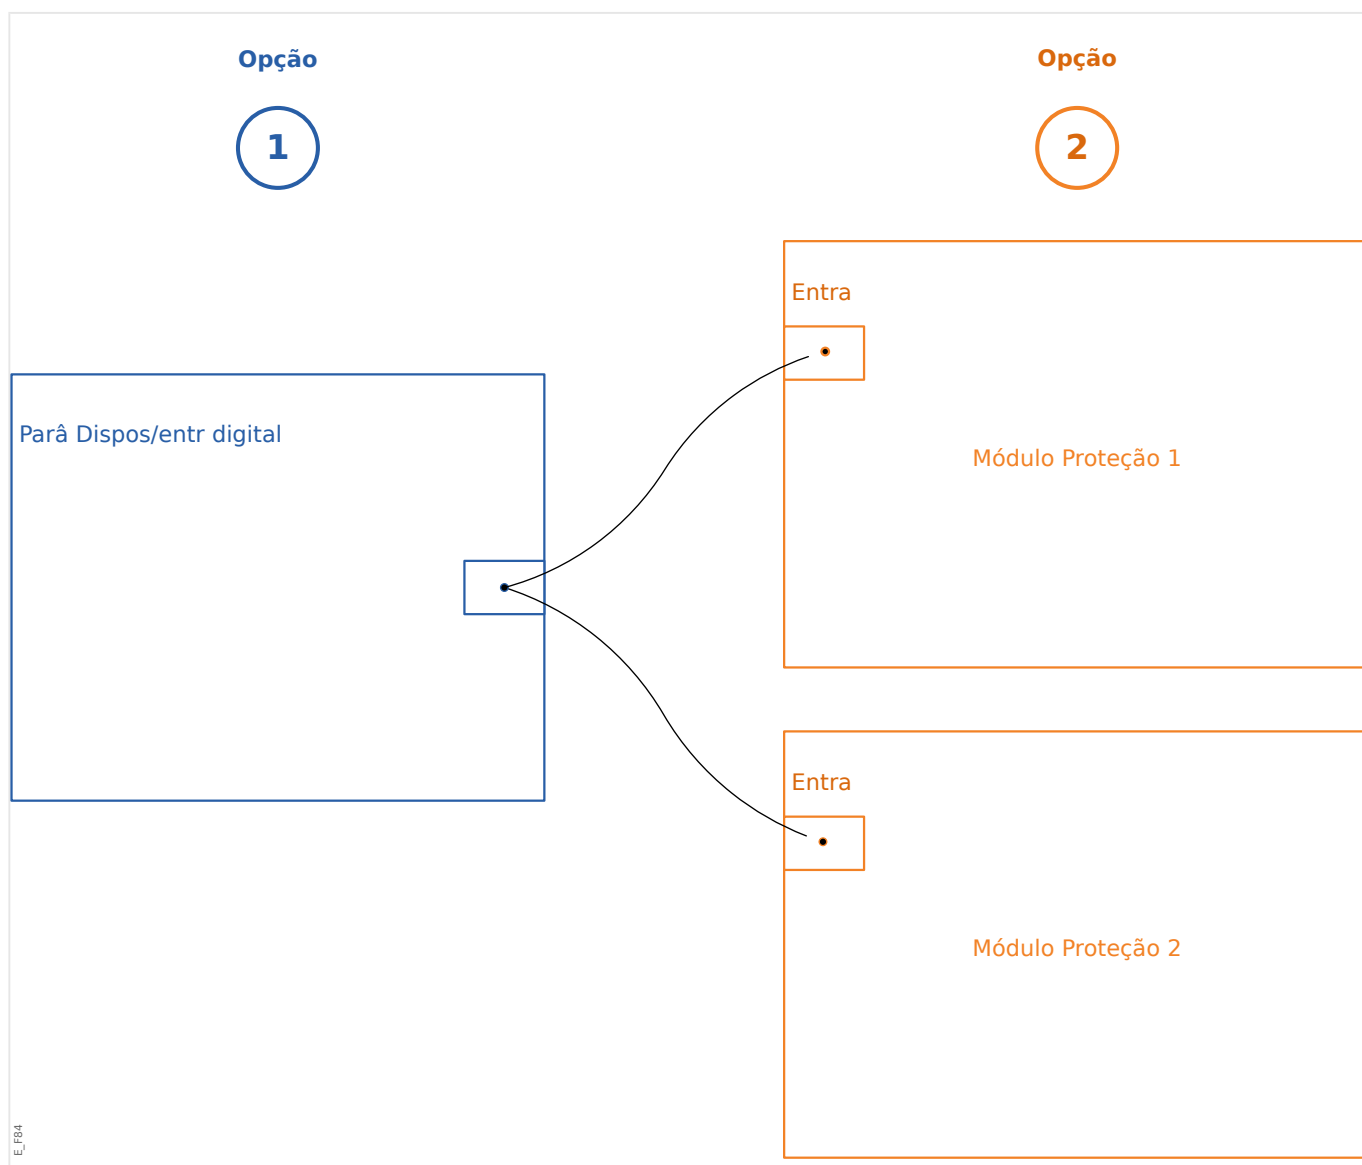 Opção
1
Opção
2
Parâ Dispos/entr digital
Entra
Módulo Proteção 1
Entra
Módulo Proteção 2
E_F84